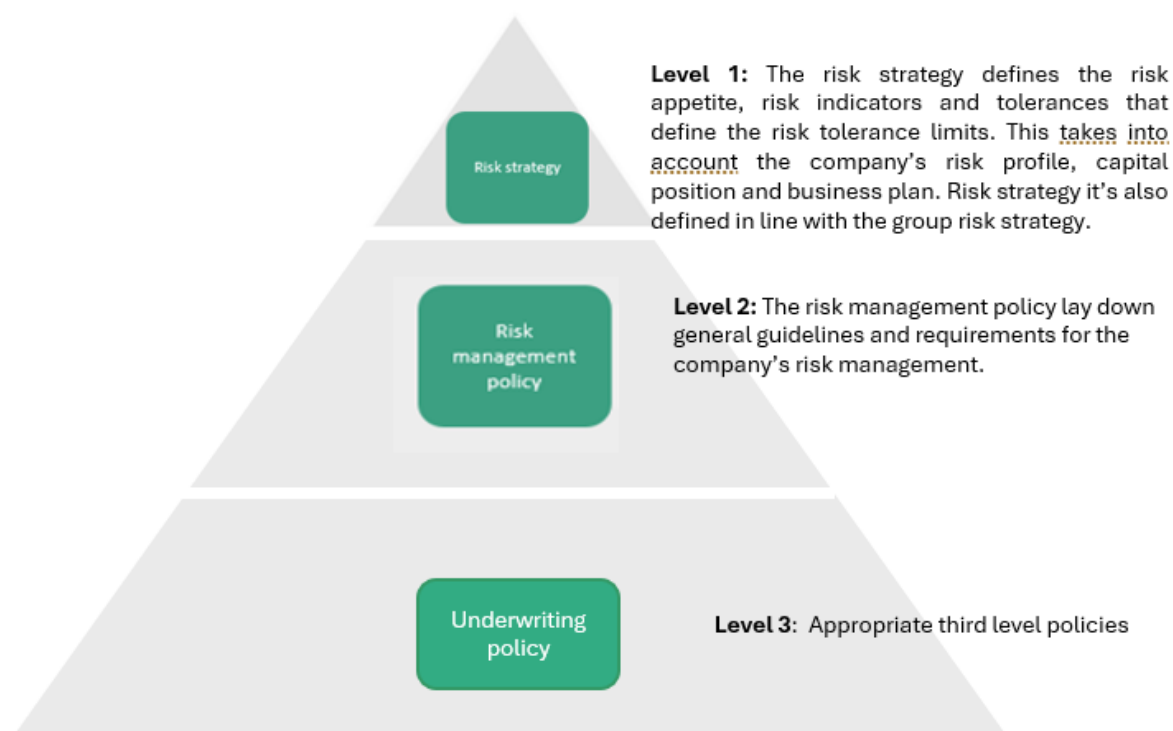 Level 1: The risk strategy defines the risk
appetite, risk indicators and tolerances that
define the risk tolerance limits. This takes into
account the company’s risk profile, capital
position and business plan. Risk strategy it’s also
defined in line with the group risk strategy.
Risk strategy
Level 2: The risk management policy lay down
general guidelines and requirements for the
company’s risk management.
Risk
management
policy
Underwriting
policy
Level 3:  Appropriate third level policies